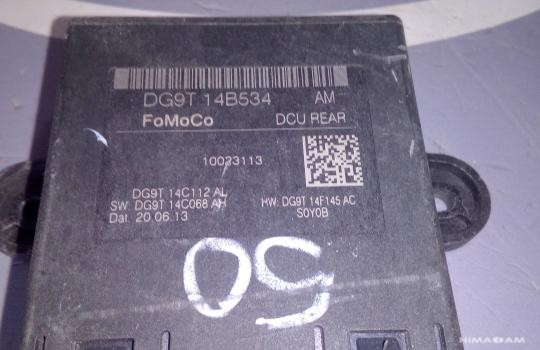 DG9T 14B534 AM
FoMoCo DCU REAR
10023113
DG9T 14C112 AL
SW: DG9T 14C068 AH HW: DG9T 14F145 AC
Dat. 20.06.13 S0Y0B
50